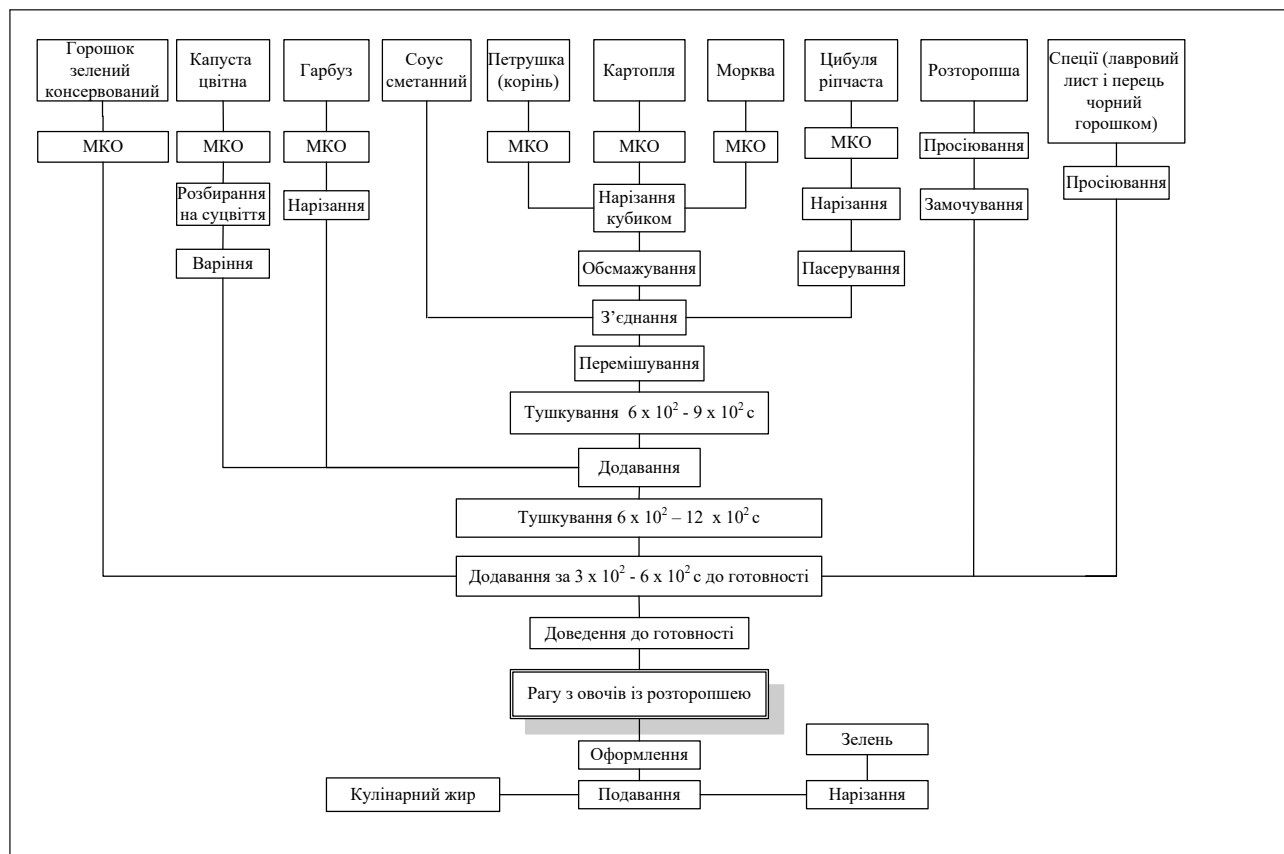 Горошок
зелений
консервований
Капуста
цвітна
Гарбуз
Соус
сметанний
Петрушка
(корінь)
Картопля
Морква
Цибуля
ріпчаста
Розторопша
Спеції (лавровий
лист і перець
чорний
горошком)
МКО
МКО
МКО
МКО
МКО
МКО
МКО
Просіювання
Просіювання
Розбирання
на суцвіття
Нарізання
Нарізання
кубиком
Нарізання
Замочування
Варіння
Обсмажування
Пасерування
З’єднання
Перемішування
Тушкування 6 х 10² - 9 х 10² с
Додавання
Тушкування 6 х 10² – 12 х 10² с
Додавання за 3 х 10² - 6 х 10² с до готовності
Доведення до готовності
Рагу з овочів із розторопшею
Оформлення
Зелень
Кулінарний жир
Подавання
Нарізання